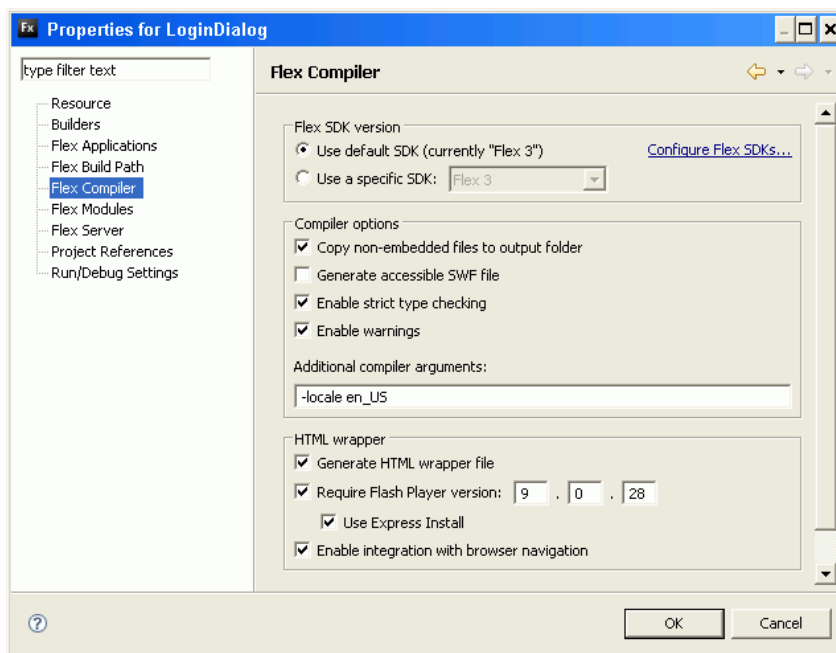 Fx Properties for LoginDialog
type filter text
Resource
Builders
Flex Applications
Flex Build Path
Flex Compiler
Flex Modules
Flex Server
Project References
Run/Debug Settings
Flex Compiler
Flex SDK version
Use default SDK (currently "Flex 3") Configure Flex SDKs...
Use a specific SDK: Flex 3
Compiler options
Copy non-embedded files to output folder
Generate accessible SWF file
Enable strict type checking
Enable warnings
Additional compiler arguments:
-locale en_US
HTML wrapper
Generate HTML wrapper file
Require Flash Player version: 9 . 0 . 28
Use Express Install
Enable integration with browser navigation
? OK Cancel